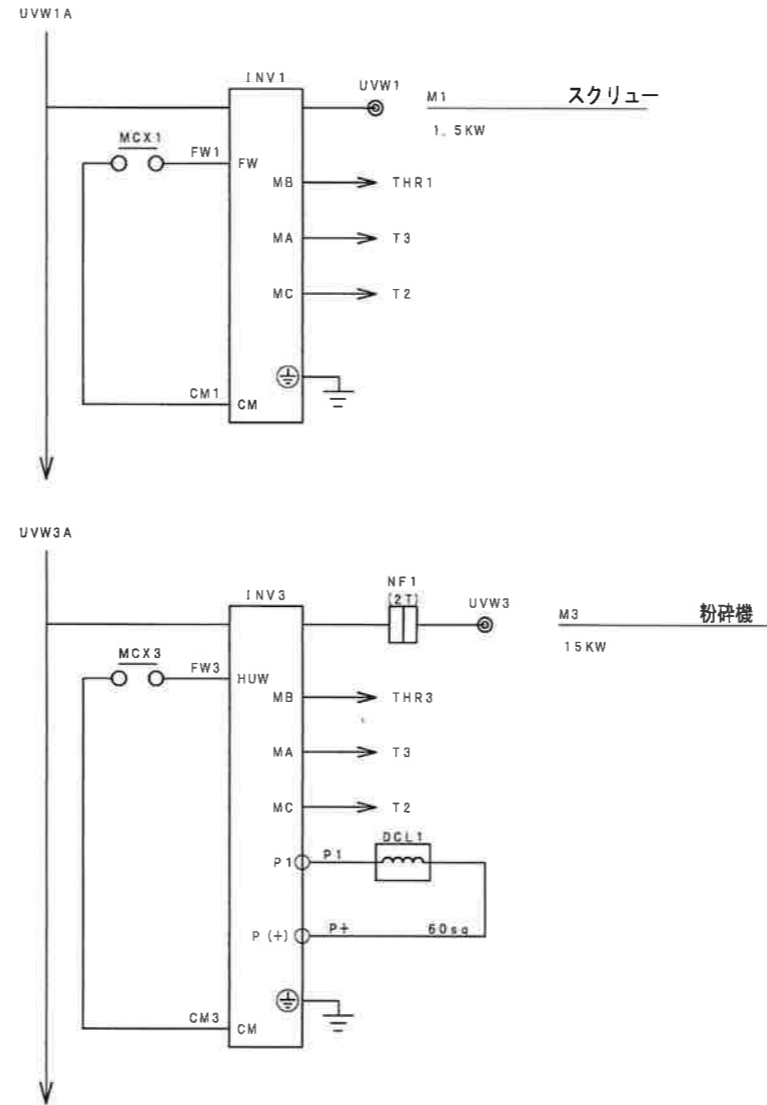 UVW1A
INV1
UVW1
M1 スクリュー
1.5KW
MCX1
FW1
FW
MB
THR1
MA
T3
MC
T2
CM1
CM
UVW3A
INV3
NF1
(2T)
UVW3
M3 粉砕機
15KW
MCX3
FW3
HUW
MB
THR3
MA
T3
MC
T2
DCL1
P1
P1
P(+)
P+
60sq
CM3
CM